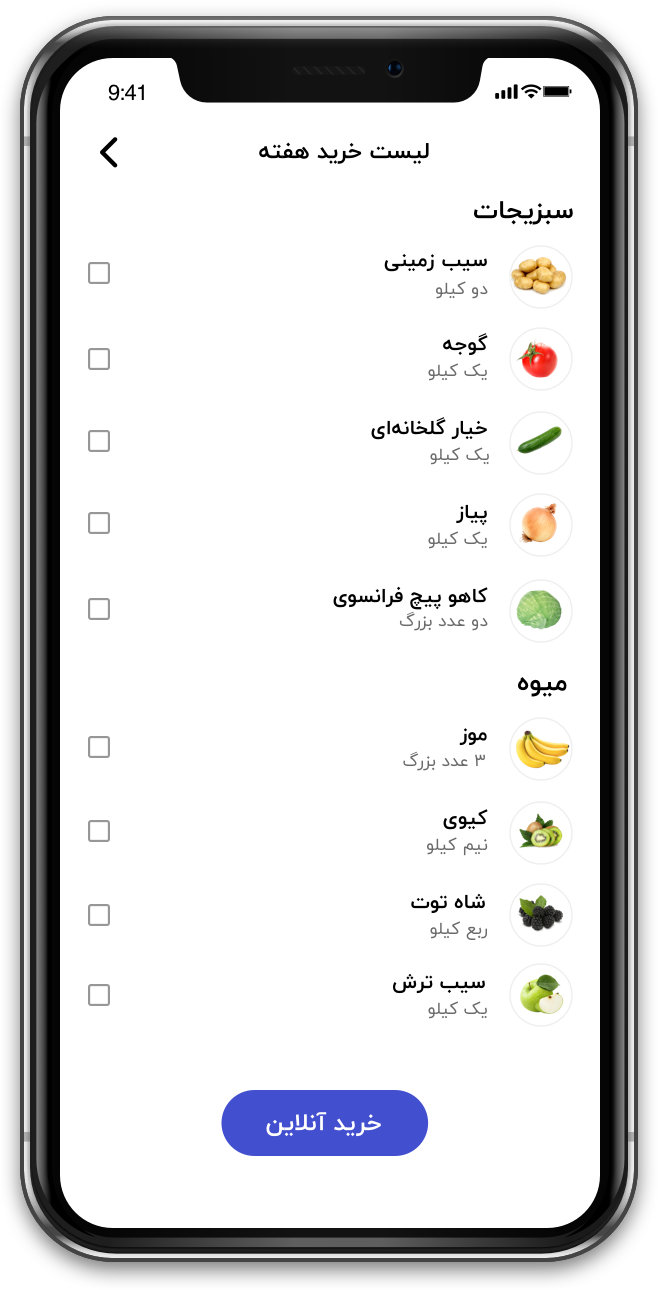 9:41
لیست خرید هفته
سبزیجات
سیب زمینی
دو کیلو
گوجه
یک کیلو
خیار گلخانه‌ای
یک کیلو
پیاز
یک کیلو
کاهو پیچ فرانسوی
دو عدد بزرگ
میوه
موز
۳ عدد بزرگ
کیوی
نیم کیلو
شاه توت
ربع کیلو
سیب ترش
یک کیلو
خرید آنلاین